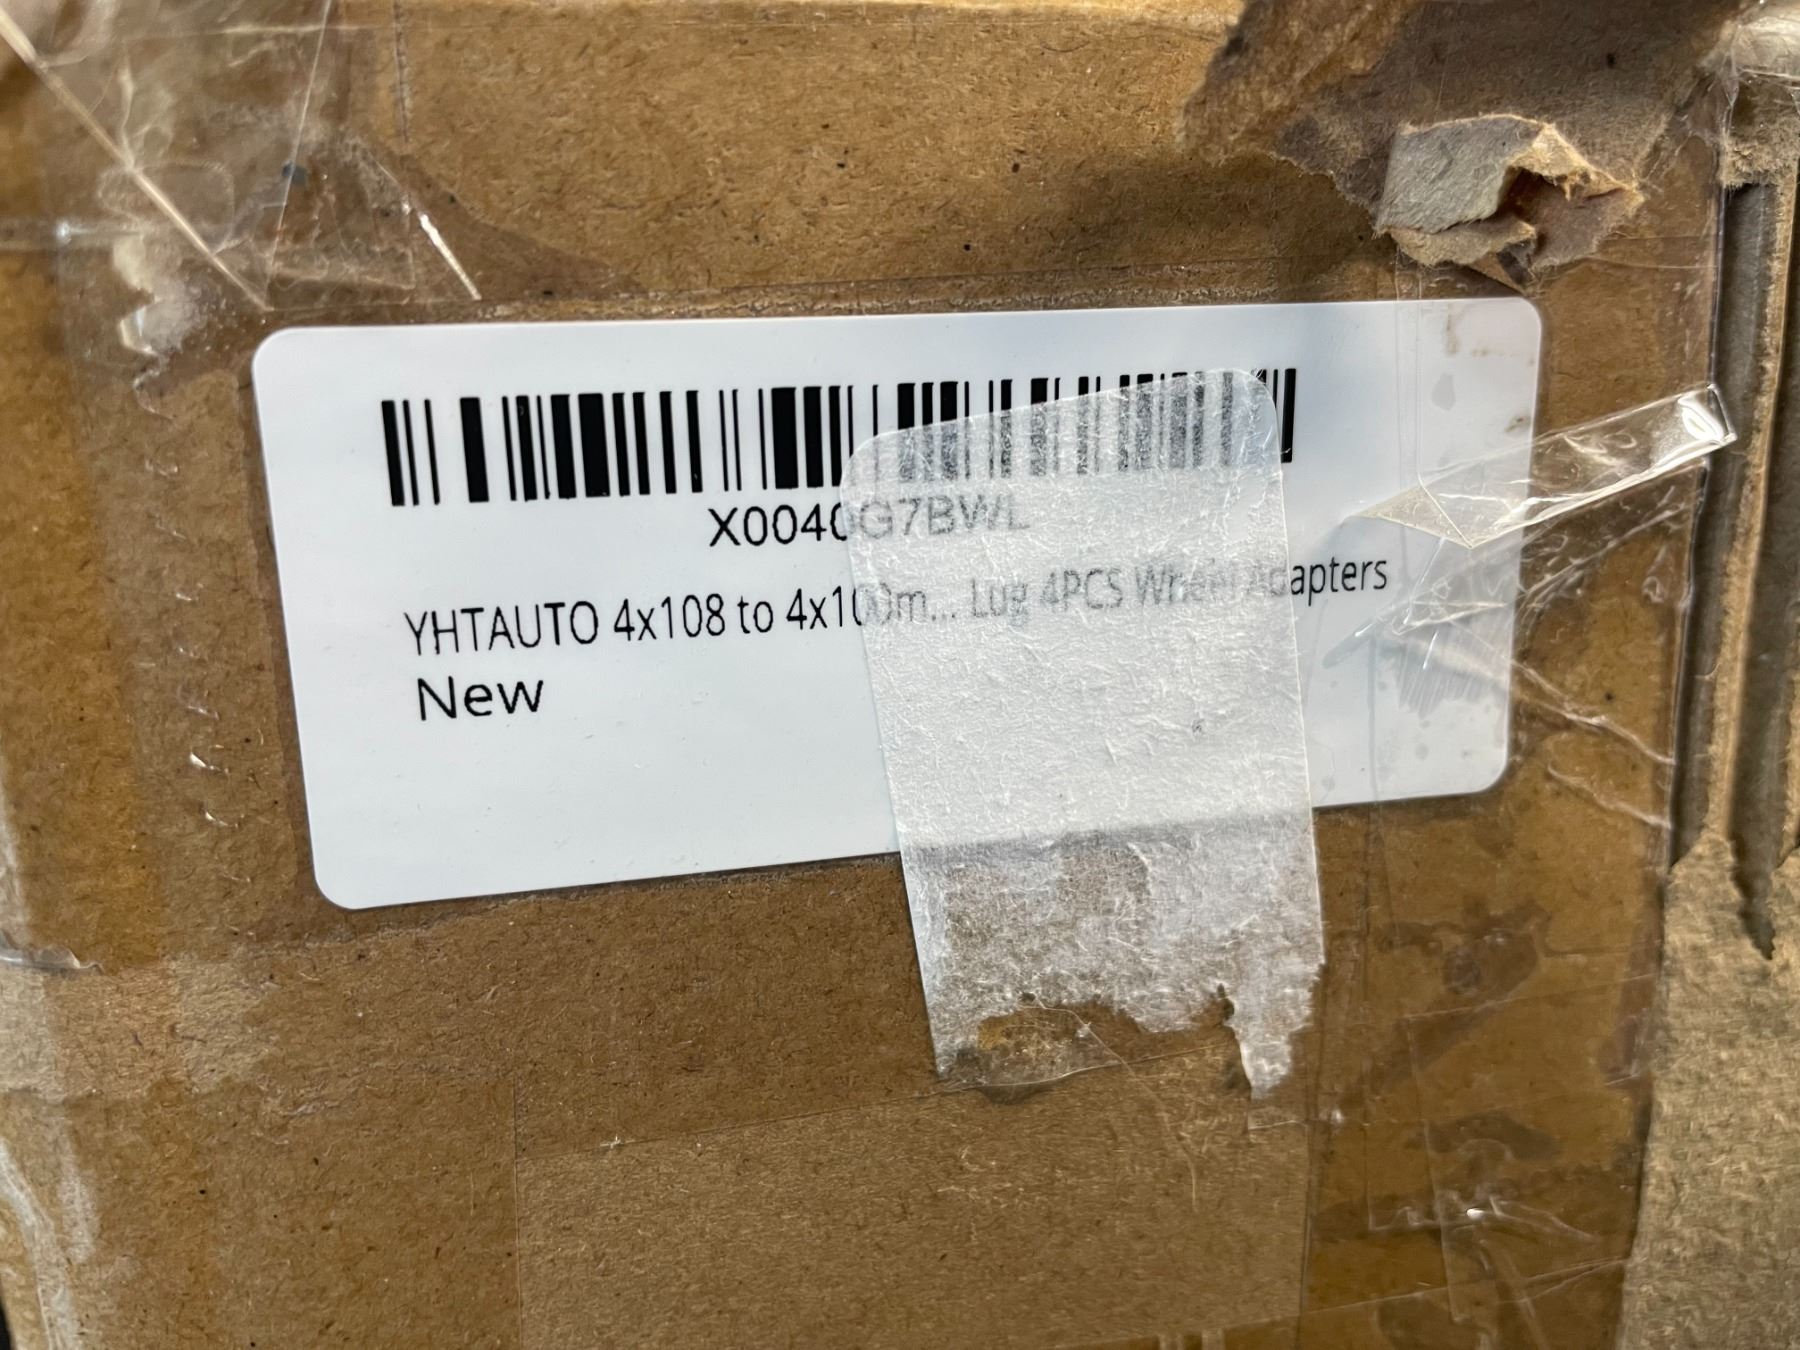 X0040G7BWL
YHTAUTO 4x108 to 4x100m... Lug 4PCS Wheel Adapters
New